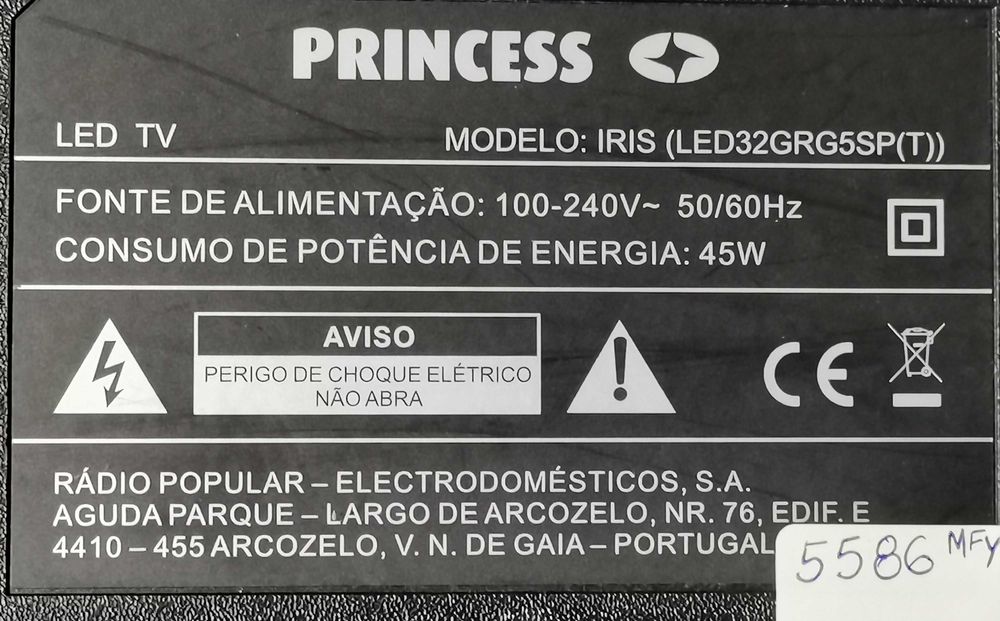 PRINCESS
LED TV MODELO: IRIS (LED32GRG5SP(T))
FONTE DE ALIMENTAÇÃO: 100-240V~ 50/60Hz
CONSUMO DE POTÊNCIA DE ENERGIA: 45W
AVISO
PERIGO DE CHOQUE ELÉTRICO
NÃO ABRA
CE
RÁDIO POPULAR – ELECTRODOMÉSTICOS, S.A.
AGUDA PARQUE – LARGO DE ARCOZELO, NR. 76, EDIF. E
4410 – 455 ARCOZELO, V. N. DE GAIA – PORTUGAL
5586 MFY